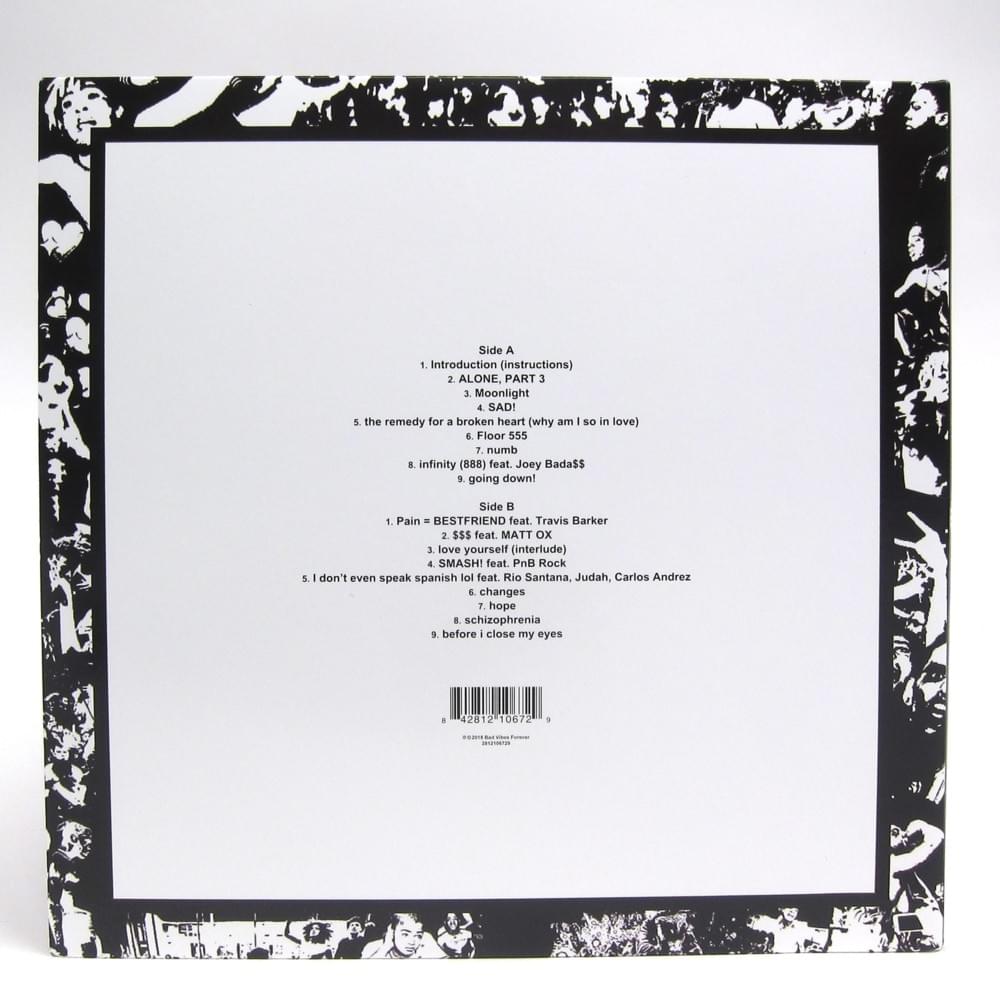 Side A
1. Introduction (instructions)
2. ALONE, PART 3
3. Moonlight
4. SAD!
5. the remedy for a broken heart (why am I so in love)
6. Floor 555
7. numb
8. infinity (888) feat. Joey Bada$$
9. going down!
Side B
1. Pain = BESTFRIEND feat. Travis Barker
2. $$$ feat. MATT OX
3. love yourself (interlude)
4. SMASH! feat. PnB Rock
5. I don't even speak spanish lol feat. Rio Santana, Judah, Carlos Andrez
6. changes
7. hope
8. schizophrenia
9. before i close my eyes
8 42812 10672 9
℗ © 2018 Bad Vibes Forever
2812106729